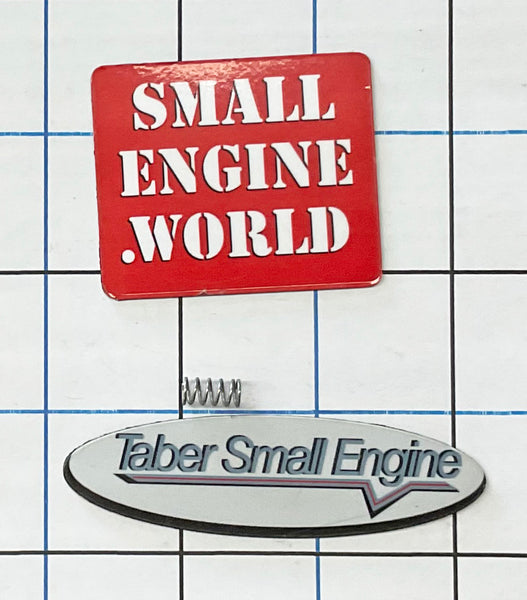 SMALL
ENGINE
.WORLD
Taber Small Engine